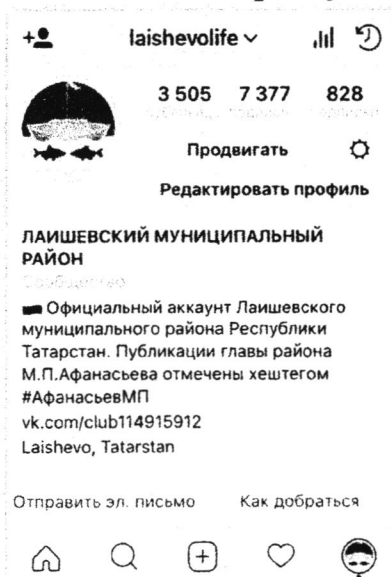 laishevolife
3 505 7 377 828
Продвигать
Редактировать профиль
ЛАИШЕВСКИЙ МУНИЦИПАЛЬНЫЙ
РАЙОН
Сообщество
Официальный аккаунт Лаишевского
муниципального района Республики
Татарстан. Публикации главы района
М.П.Афанасьева отмечены хештегом
#АфанасьевМП
vk.com/club114915912
Laishevo, Tatarstan
Отправить эл. письмо Как добраться